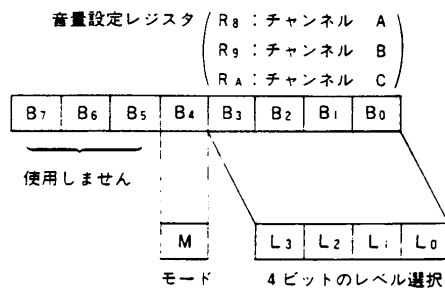 音量設定レジスタ
R8:チャンネル A
R9:チャンネル B
RA:チャンネル C
B7 B6 B5 B4 B3 B2 B1 B0
使用しません
M L3 L2 L1 L0
モード 4ビットのレベル選択